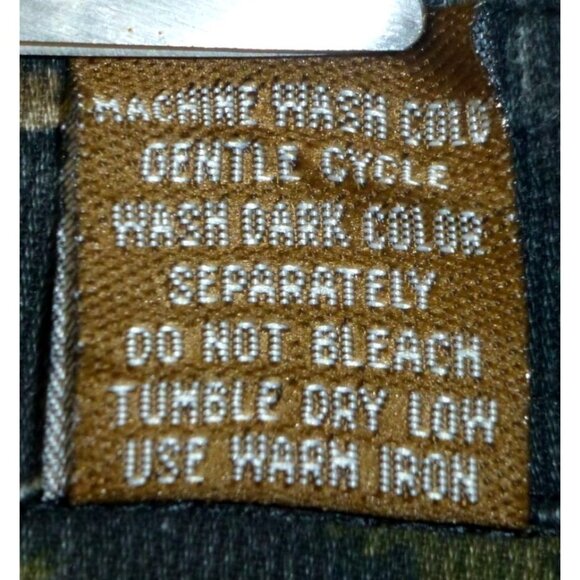 MACHINE WASH COLD
GENTLE CYCLE
WASH DARK COLOR
SEPARATELY
DO NOT BLEACH
TUMBLE DRY LOW
USE WARM IRON